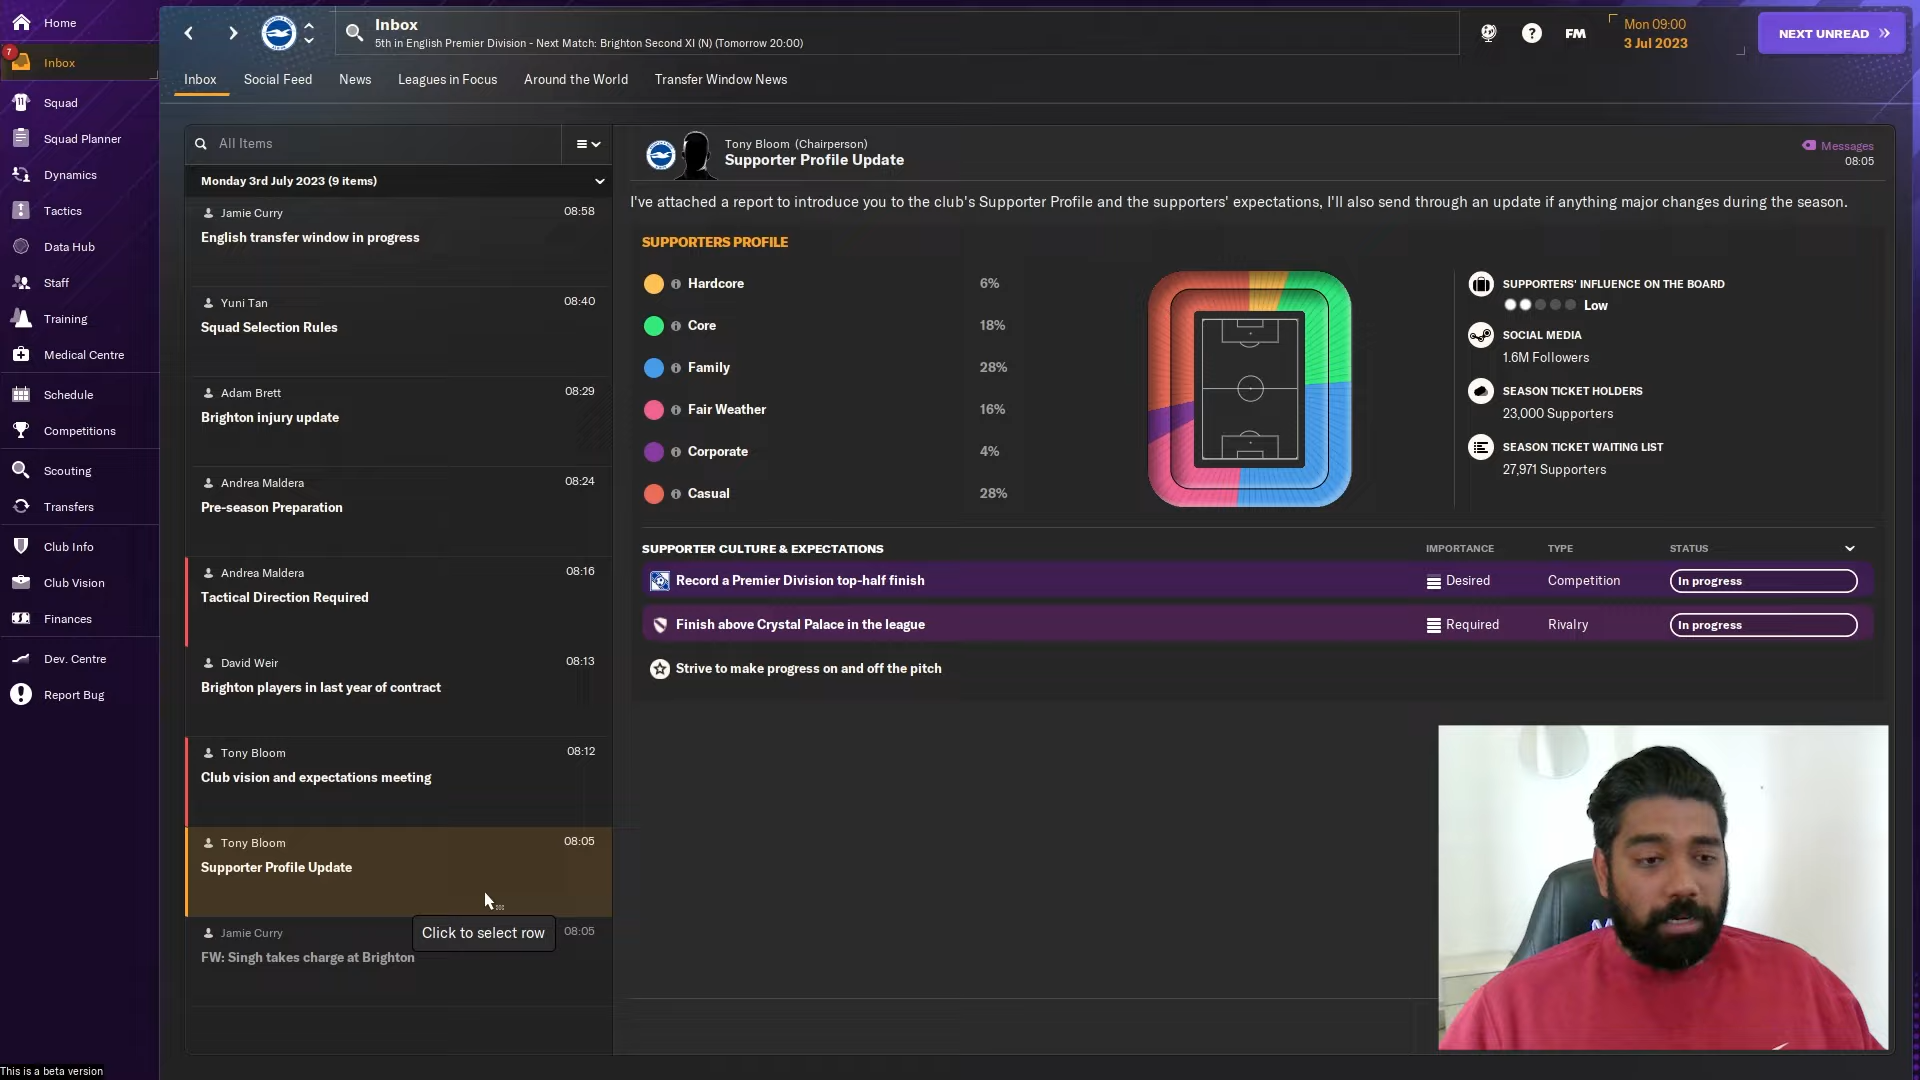 Home
7
Inbox
Squad
Squad Planner
Dynamics
Tactics
Data Hub
Staff
Training
Medical Centre
Schedule
Competitions
Scouting
Transfers
Club Info
Club Vision
Finances
Dev. Centre
Report Bug
This is a beta version
Inbox
5th in English Premier Division - Next Match: Brighton Second XI (N) (Tomorrow 20:00)
FM
Mon 09:00
3 Jul 2023
NEXT UNREAD
Inbox Social Feed News Leagues in Focus Around the World Transfer Window News
All Items
Monday 3rd July 2023 (9 items)
Jamie Curry 08:58
English transfer window in progress
Yuni Tan 08:40
Squad Selection Rules
Adam Brett 08:29
Brighton injury update
Andrea Maldera 08:24
Pre-season Preparation
Andrea Maldera 08:16
Tactical Direction Required
David Weir 08:13
Brighton players in last year of contract
Tony Bloom 08:12
Club vision and expectations meeting
Tony Bloom 08:05
Supporter Profile Update
Click to select row
Jamie Curry 08:05
FW: Singh takes charge at Brighton
Tony Bloom (Chairperson)
Supporter Profile Update
Messages
08:05
I've attached a report to introduce you to the club's Supporter Profile and the supporters' expectations, I'll also send through an update if anything major changes during the season.
SUPPORTERS PROFILE
Hardcore 6%
Core 18%
Family 28%
Fair Weather 16%
Corporate 4%
Casual 28%
SUPPORTERS' INFLUENCE ON THE BOARD
Low
SOCIAL MEDIA
1.6M Followers
SEASON TICKET HOLDERS
23,000 Supporters
SEASON TICKET WAITING LIST
27,971 Supporters
SUPPORTER CULTURE & EXPECTATIONS IMPORTANCE TYPE STATUS
Record a Premier Division top-half finish Desired Competition In progress
Finish above Crystal Palace in the league Required Rivalry In progress
Strive to make progress on and off the pitch